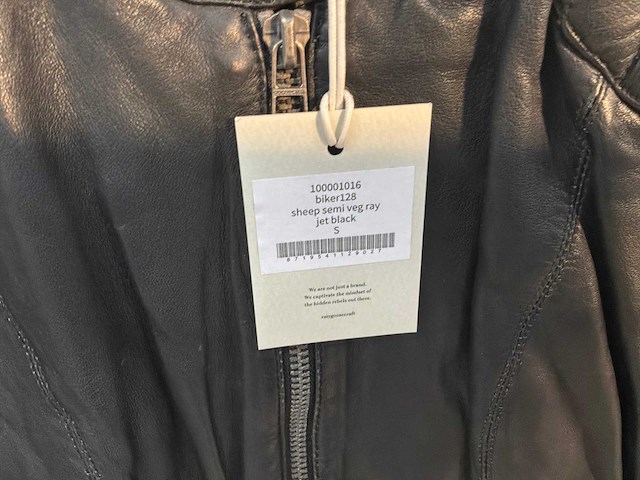 100001016
biker128
sheep semi veg ray
jet black
S
8719541129027
We are not just a brand.
We captivate the mindset of
the hidden rebels out there.